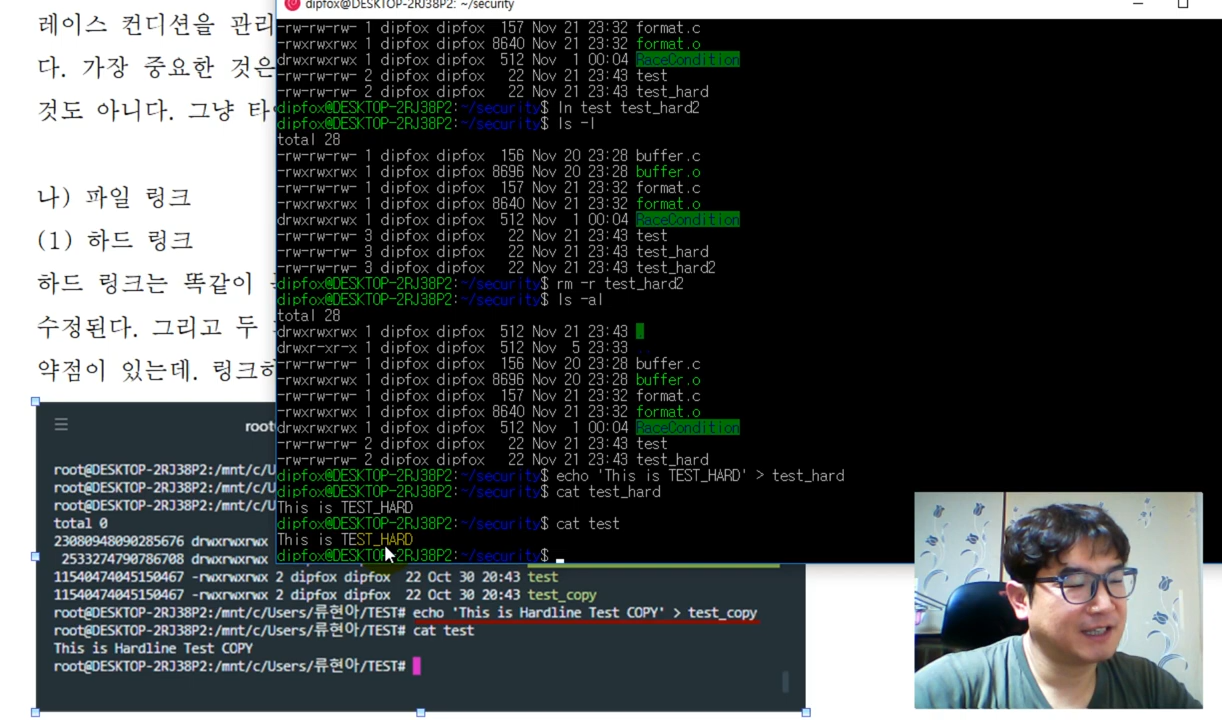 레이스 컨디션을 관리
다. 가장 중요한 것은
것도 아니다. 그냥 타
나) 파일 링크
(1) 하드 링크
하드 링크는 똑같이
수정된다. 그리고 두
약점이 있는데. 링크하
dipfox@DESKTOP-2RJ38P2: ~/security
-rw-rw-rw- 1 dipfox dipfox  157 Nov 21 23:32 format.c
-rwxrwxrwx 1 dipfox dipfox 8640 Nov 21 23:32 format.o
drwxrwxrwx 1 dipfox dipfox  512 Nov  1 00:04 RaceCondition
-rw-rw-rw- 2 dipfox dipfox   22 Nov 21 23:43 test
-rw-rw-rw- 2 dipfox dipfox   22 Nov 21 23:43 test_hard
dipfox@DESKTOP-2RJ38P2:~/security$ ln test test_hard2
dipfox@DESKTOP-2RJ38P2:~/security$ ls -l
total 28
-rw-rw-rw- 1 dipfox dipfox  156 Nov 20 23:28 buffer.c
-rwxrwxrwx 1 dipfox dipfox 8696 Nov 20 23:28 buffer.o
-rw-rw-rw- 1 dipfox dipfox  157 Nov 21 23:32 format.c
-rwxrwxrwx 1 dipfox dipfox 8640 Nov 21 23:32 format.o
drwxrwxrwx 1 dipfox dipfox  512 Nov  1 00:04 RaceCondition
-rw-rw-rw- 3 dipfox dipfox   22 Nov 21 23:43 test
-rw-rw-rw- 3 dipfox dipfox   22 Nov 21 23:43 test_hard
-rw-rw-rw- 3 dipfox dipfox   22 Nov 21 23:43 test_hard2
dipfox@DESKTOP-2RJ38P2:~/security$ rm -r test_hard2
dipfox@DESKTOP-2RJ38P2:~/security$ ls -al
total 28
drwxrwxrwx 1 dipfox dipfox  512 Nov 21 23:43 .
drwxr-xr-x 1 dipfox dipfox  512 Nov  5 23:33
-rw-rw-rw- 1 dipfox dipfox  156 Nov 20 23:28 buffer.c
-rwxrwxrwx 1 dipfox dipfox 8696 Nov 20 23:28 buffer.o
-rw-rw-rw- 1 dipfox dipfox  157 Nov 21 23:32 format.c
-rwxrwxrwx 1 dipfox dipfox 8640 Nov 21 23:32 format.o
drwxrwxrwx 1 dipfox dipfox  512 Nov  1 00:04 RaceCondition
-rw-rw-rw- 2 dipfox dipfox   22 Nov 21 23:43 test
-rw-rw-rw- 2 dipfox dipfox   22 Nov 21 23:43 test_hard
dipfox@DESKTOP-2RJ38P2:~/security$ echo 'This is TEST_HARD' > test_hard
dipfox@DESKTOP-2RJ38P2:~/security$ cat test_hard
This is TEST_HARD
dipfox@DESKTOP-2RJ38P2:~/security$ cat test
This is TEST_HARD
dipfox@DESKTOP-2RJ38P2:~/security$
root
root@DESKTOP-2RJ38P2:/mnt/c/U
root@DESKTOP-2RJ38P2:/mnt/c/U
root@DESKTOP-2RJ38P2:/mnt/c/U
total 0
23080948090285676 drwxrwxrwx
2533274790786708 drwxrwxrwx
11540474045150467 -rwxrwxrwx 2 dipfox dipfox  22 Oct 30 20:43 test
11540474045150467 -rwxrwxrwx 2 dipfox dipfox  22 Oct 30 20:43 test_copy
root@DESKTOP-2RJ38P2:/mnt/c/Users/류현아/TEST# echo 'This is Hardline Test COPY' > test_copy
root@DESKTOP-2RJ38P2:/mnt/c/Users/류현아/TEST# cat test
This is Hardline Test COPY
root@DESKTOP-2RJ38P2:/mnt/c/Users/류현아/TEST#